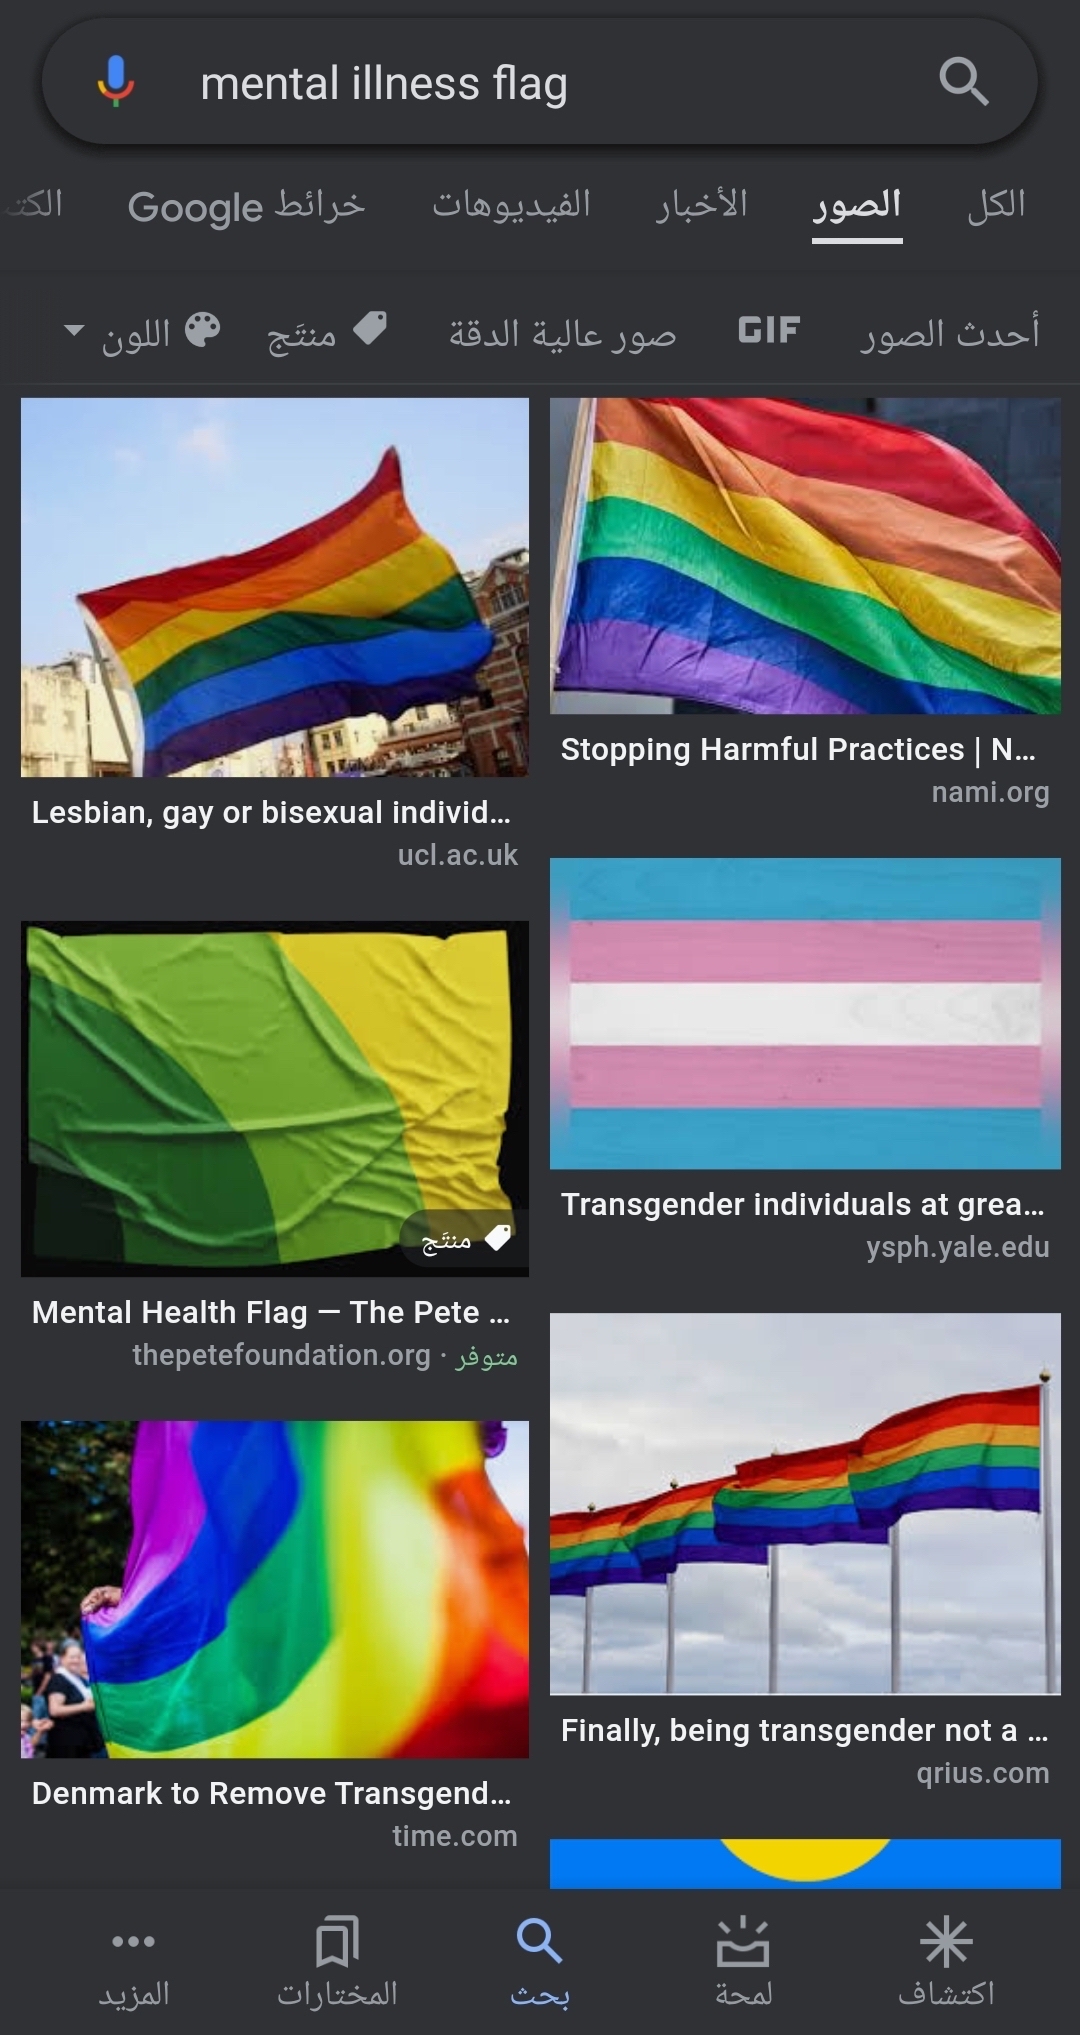 mental illness flag
الكل
الصور
الأخبار
الفيديوهات
خرائط Google
أحدث الصور
GIF
صور عالية الدقة
منتَج
اللون
Lesbian, gay or bisexual individ...
ucl.ac.uk
Stopping Harmful Practices | N...
nami.org
منتَج
Mental Health Flag — The Pete ...
متوفر · thepetefoundation.org
Transgender individuals at grea...
ysph.yale.edu
Denmark to Remove Transgend...
time.com
Finally, being transgender not a ...
qrius.com
اكتشاف
لمحة
بحث
المختارات
المزيد